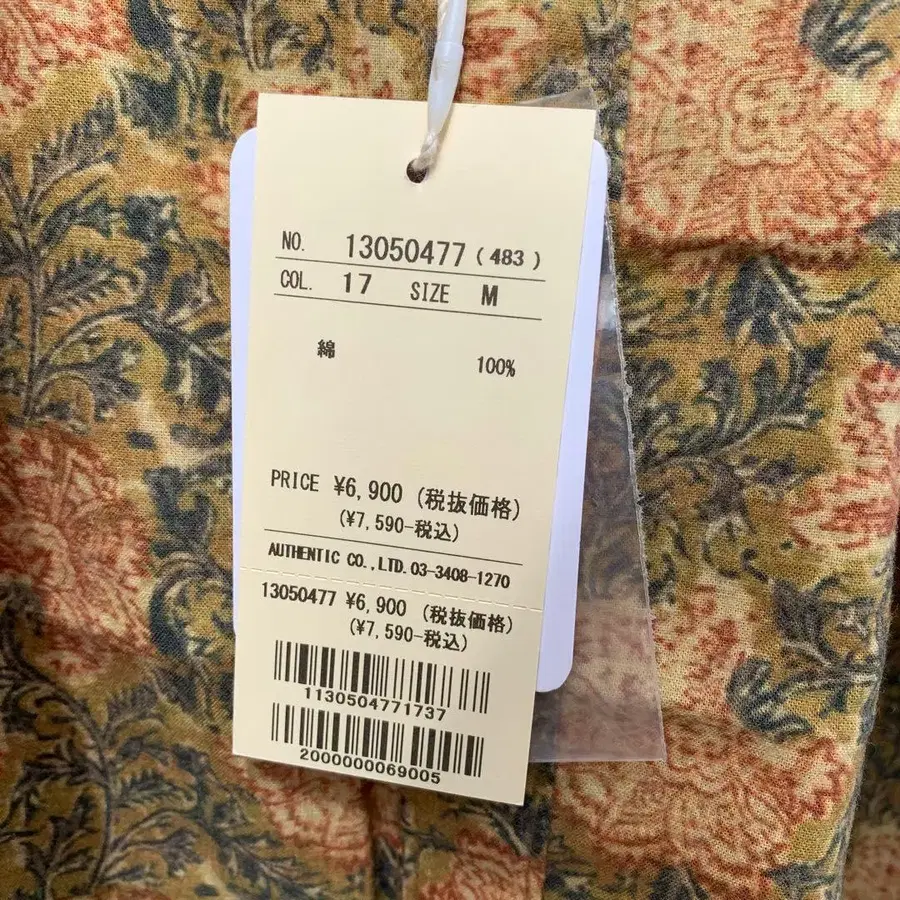 NO. 13050477 (483)
COL. 17 SIZE M
綿 100%
PRICE ¥6,900 (税抜価格)
(¥7,590-税込)
AUTHENTIC CO.,LTD. 03-3408-1270
13050477 ¥6,900 (税抜価格)
(¥7,590-税込)
1130504771737
2000000069005